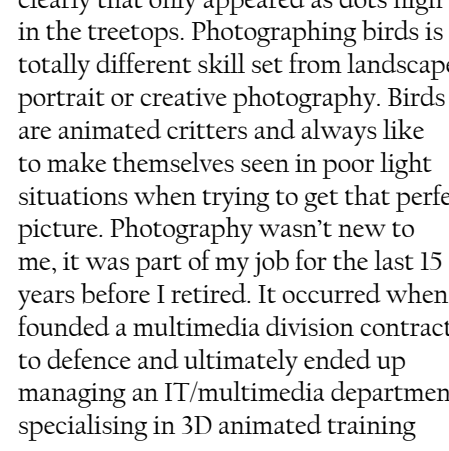 clearly that only appeared as dots high
in the treetops. Photographing birds is
totally different skill set from landscape
portrait or creative photography. Birds
are animated critters and always like
to make themselves seen in poor light
situations when trying to get that perfe
picture. Photography wasn’t new to
me, it was part of my job for the last 15
years before I retired. It occurred when
founded a multimedia division contract
to defence and ultimately ended up
managing an IT/multimedia departmen
specialising in 3D animated training